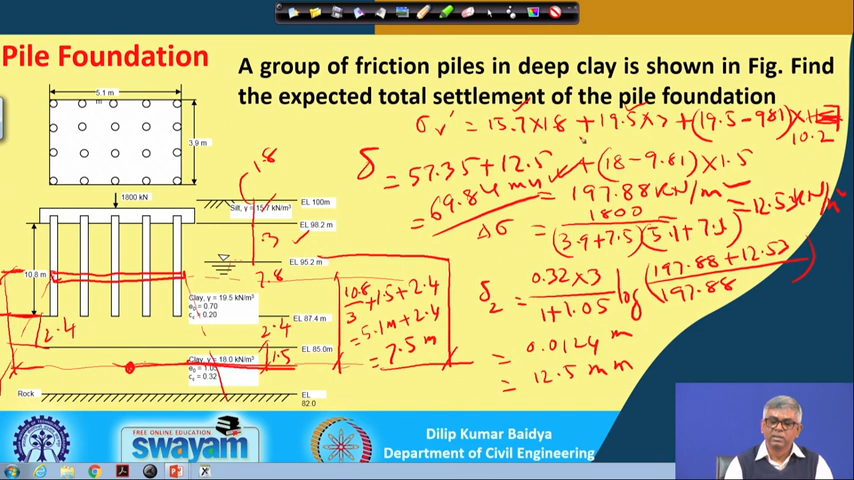 Pile Foundation
A group of friction piles in deep clay is shown in Fig. Find
the expected total settlement of the pile foundation
5.1 m
3.9 m
1800 kN
10.8 m
Silt, γ = 15.7 kN/m³
EL 100m
EL 98.2 m
EL 95.2 m
Clay, γ = 19.5 kN/m³
e₀ = 0.70
c꜀ = 0.20
EL 87.4 m
EL 85.0m
Clay, γ = 18.0 kN/m³
e₀ = 1.05
c꜀ = 0.32
Rock
EL
82.0
1.8
3
7.8
2.4
2.4
1.5
10.8/3 + 1.5 + 2.4
= 5.1m + 2.4
= 7.5 m
σv' = 15.7×1.8 + 19.5×3 + (19.5-9.81)×
10.2
+ (18-9.81)×1.5
= 197.88 kN/m²
δ
= 57.35 + 12.5
= 69.84 mm
Δσ = 1800/(3.9+7.5)(5.1+7.5) = 12.53 kN/m²
δ₂ = 0.32×3/1+1.05 log(197.88+12.53/197.88)
= 0.0124 m
= 12.5 mm
FREE ONLINE EDUCATION
swayam
Dilip Kumar Baidya
Department of Civil Engineering